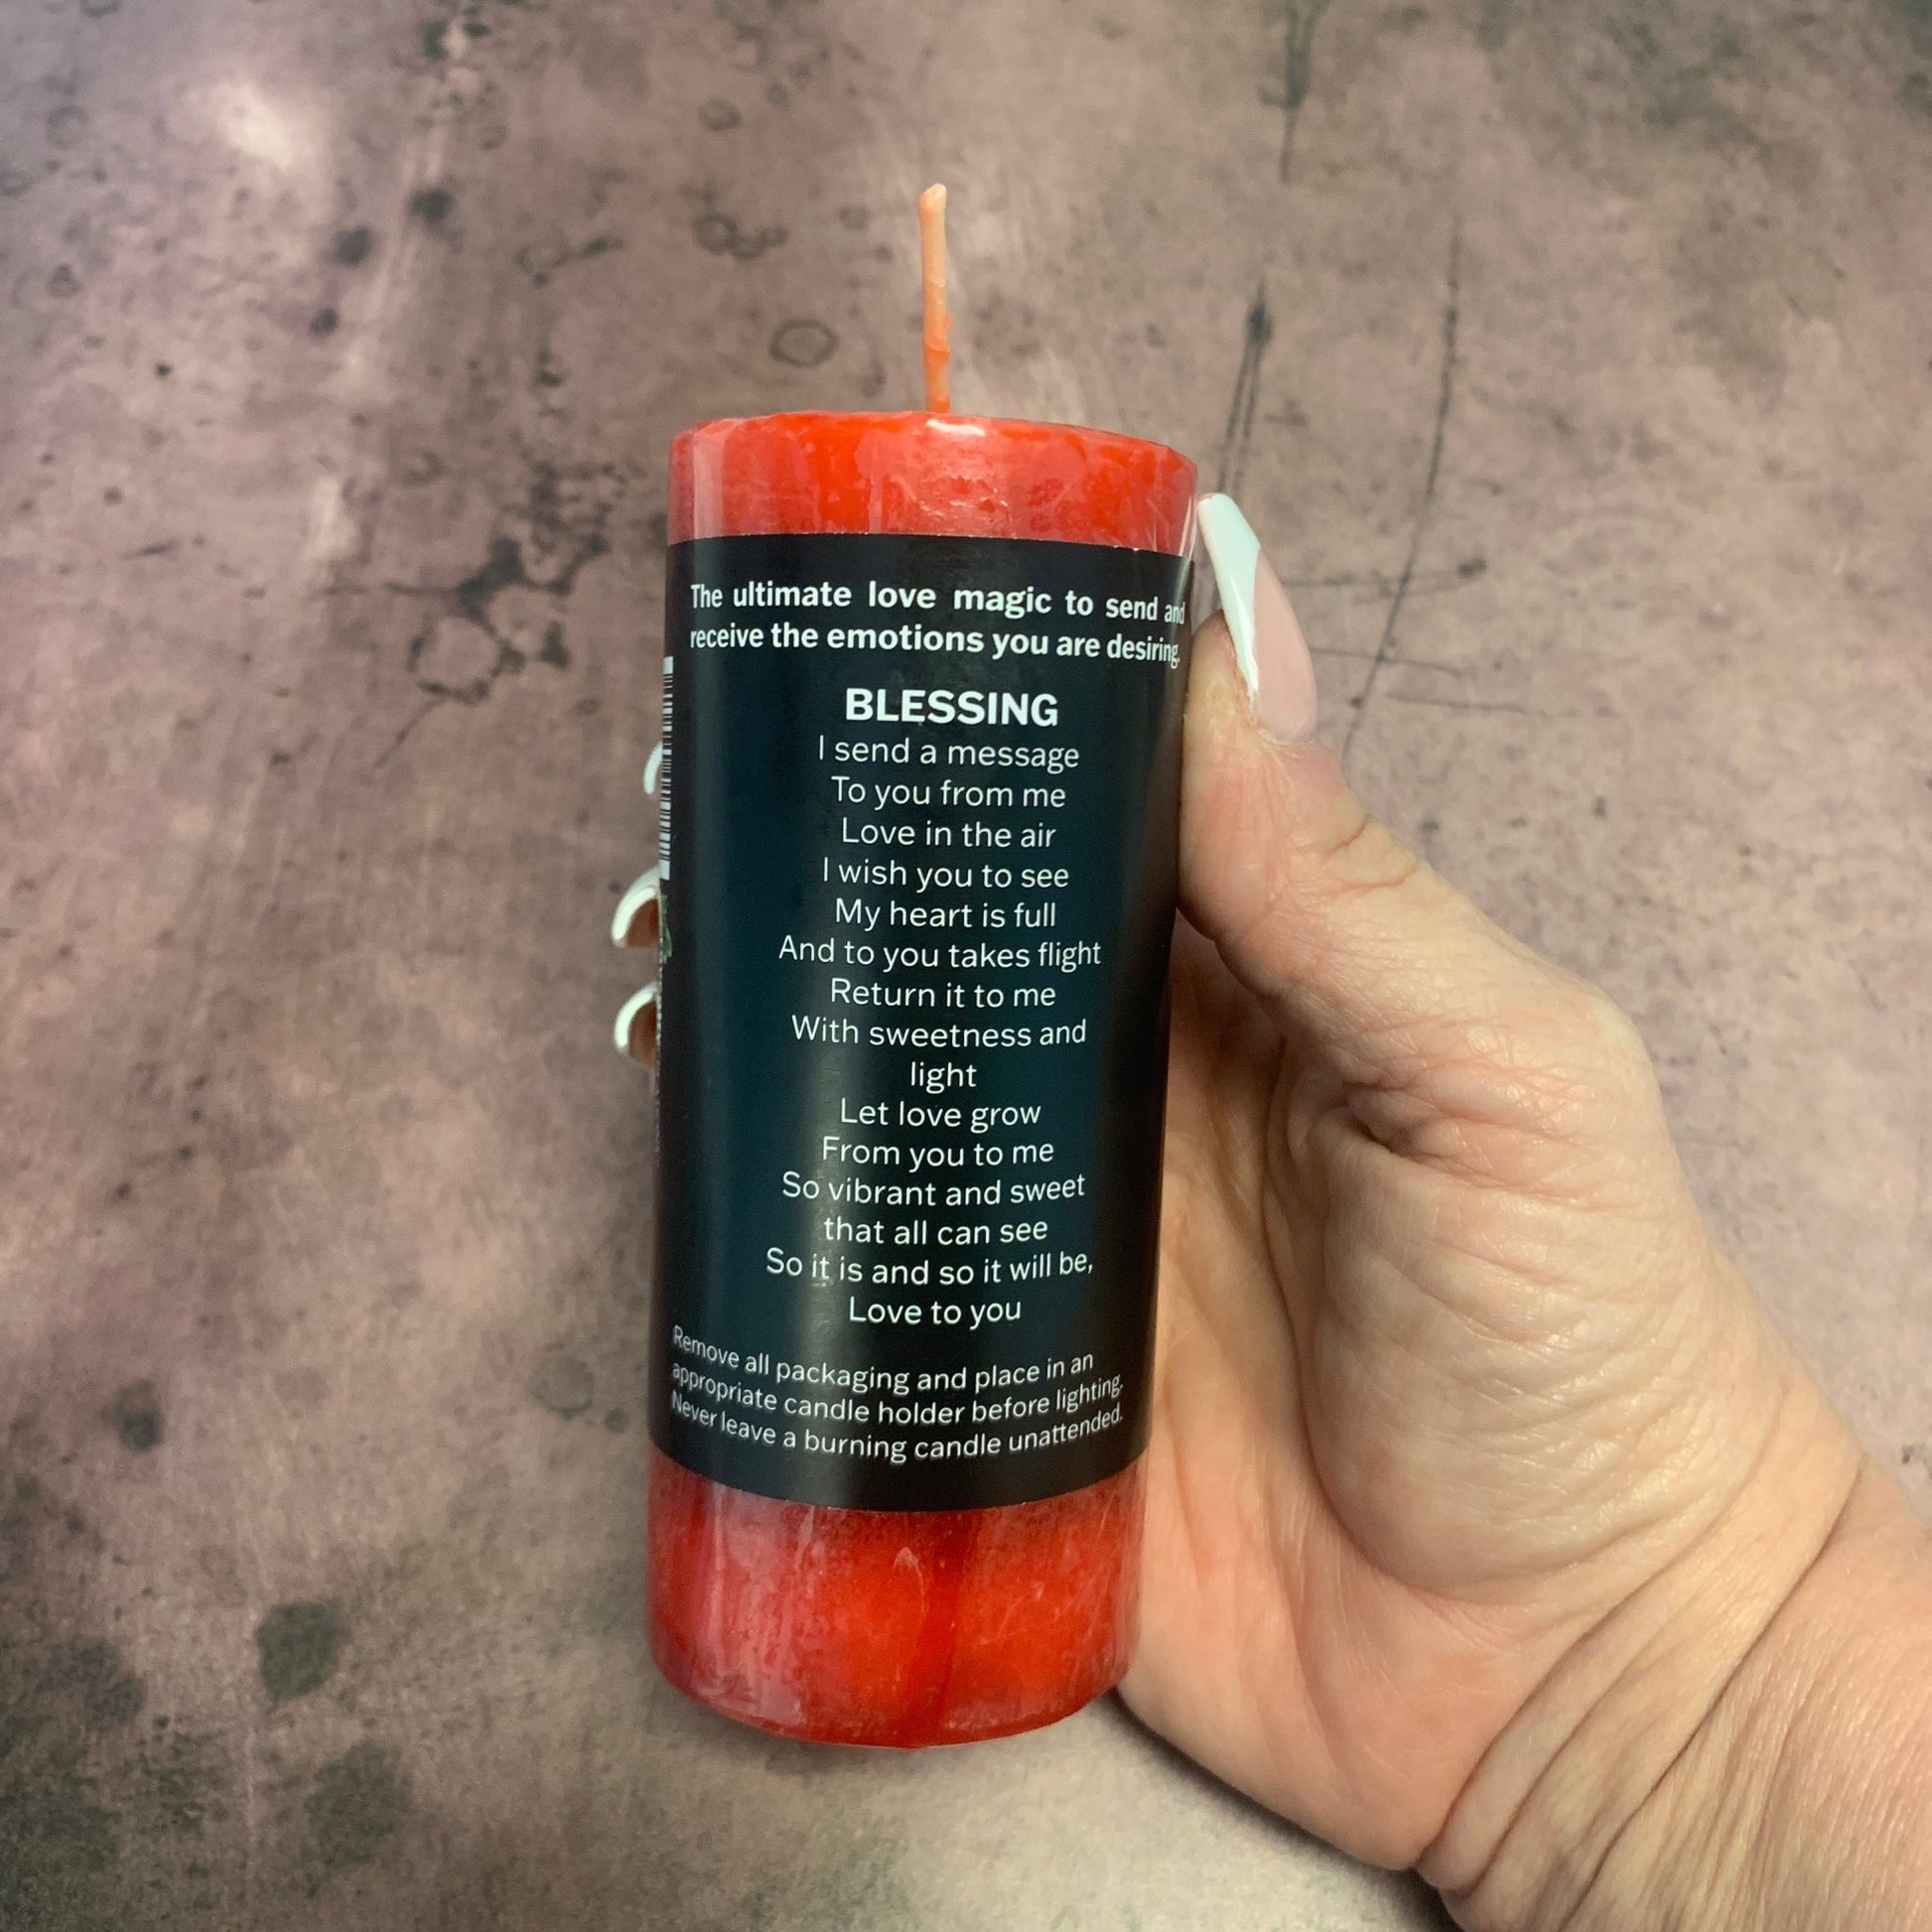 The ultimate love magic to send and
receive the emotions you are desiring.
BLESSING
I send a message
To you from me
Love in the air
I wish you to see
My heart is full
And to you takes flight
Return it to me
With sweetness and
light
Let love grow
From you to me
So vibrant and sweet
that all can see
So it is and so it will be,
Love to you
Remove all packaging and place in an
appropriate candle holder before lighting.
Never leave a burning candle unattended.